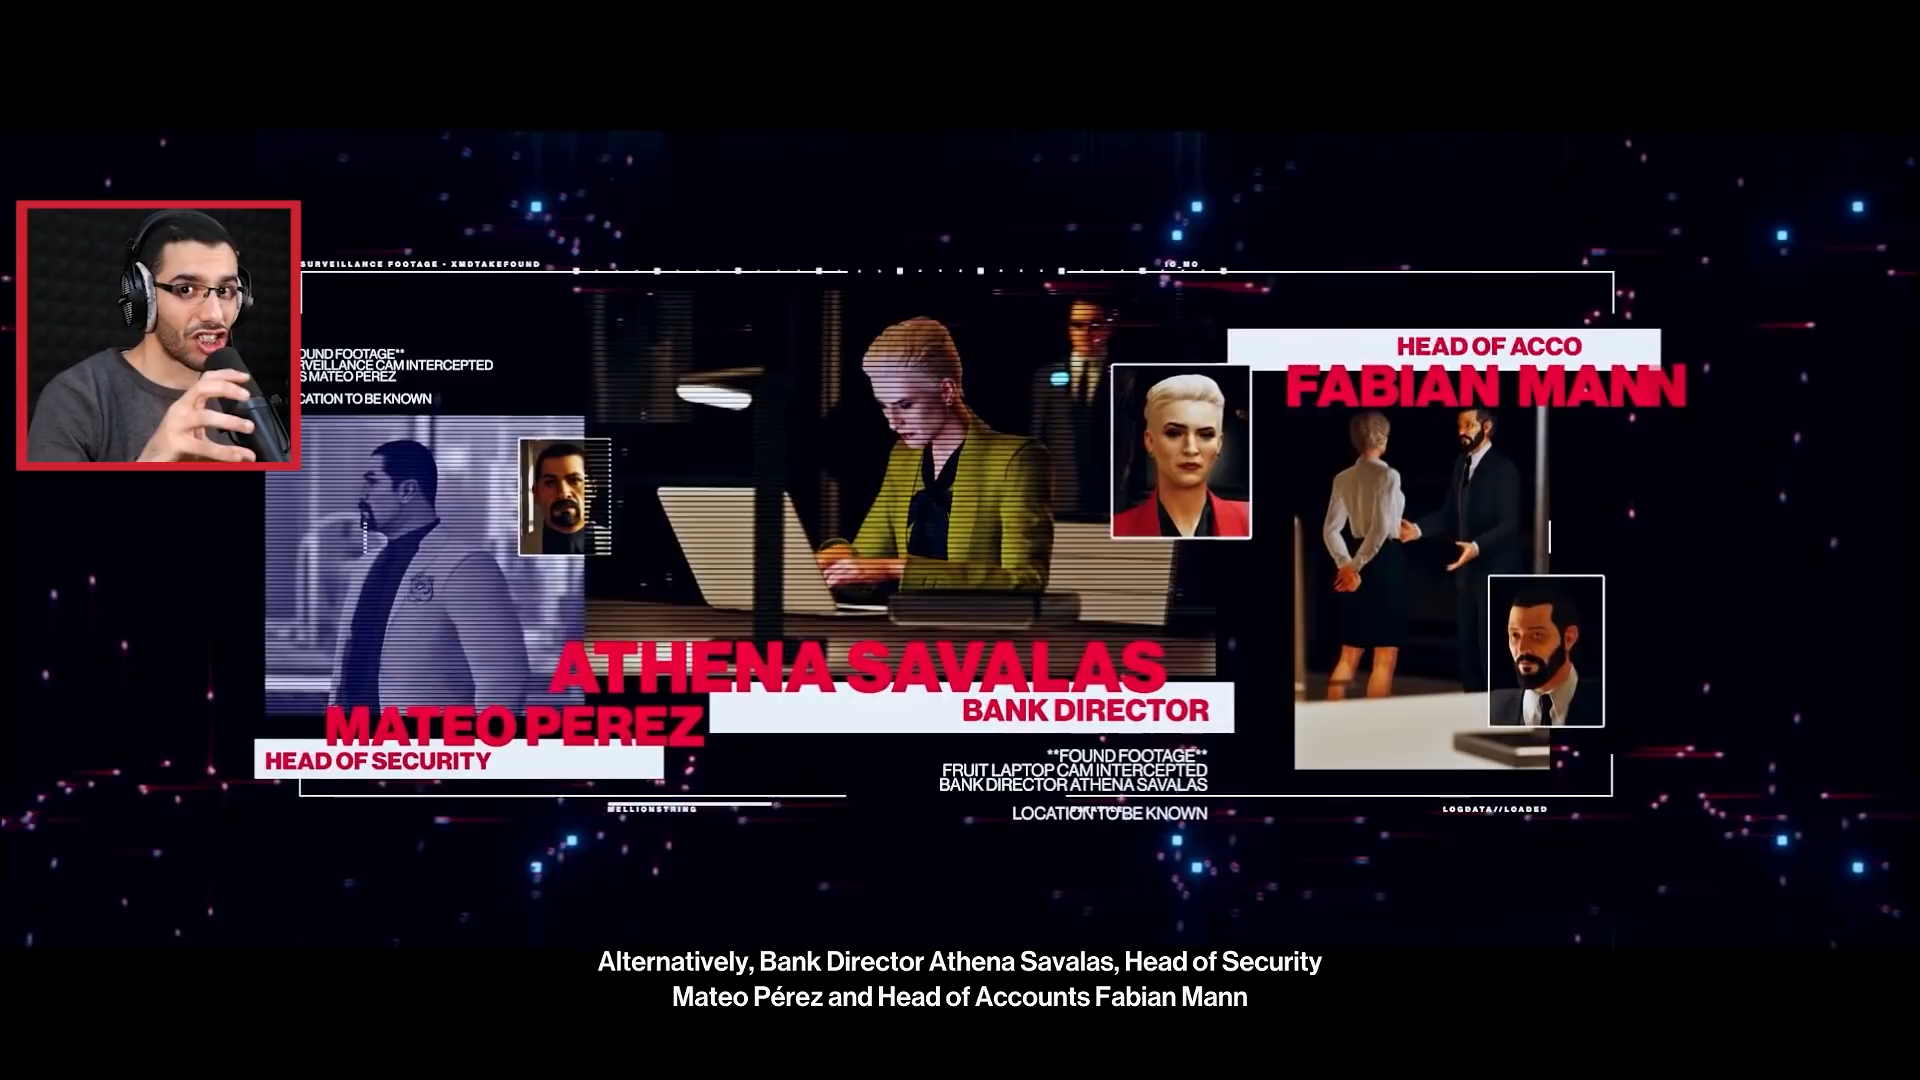 SURVEILLANCE FOOTAGE - XMDTAKEFOUND
IO_MO
OUND FOOTAGE**
RVEILLANCE CAM INTERCEPTED
S MATEO PEREZ
CATION TO BE KNOWN
HEAD OF ACCO
FABIAN MANN
ATHENA SAVALAS
BANK DIRECTOR
MATEO PEREZ
HEAD OF SECURITY
**FOUND FOOTAGE**
FRUIT LAPTOP CAM INTERCEPTED
BANK DIRECTOR ATHENA SAVALAS
LOCATION TO BE KNOWN
MELLIONSTRING
LOGDATA//LOADED
Alternatively, Bank Director Athena Savalas, Head of Security
Mateo Pérez and Head of Accounts Fabian Mann